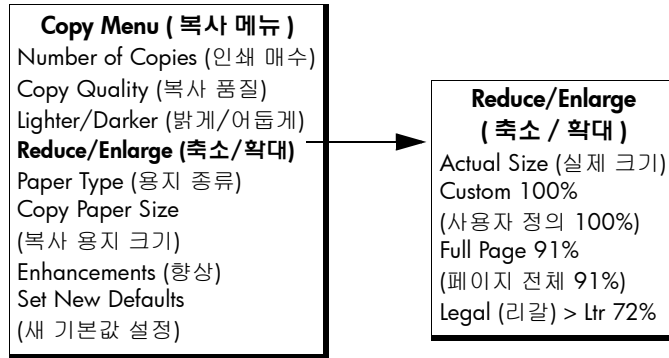 Copy Menu ( 복사 메뉴 )
Number of Copies (인쇄 매수)
Copy Quality (복사 품질)
Lighter/Darker (밝게/어둡게)
Reduce/Enlarge (축소/확대)
Paper Type (용지 종류)
Copy Paper Size
(복사 용지 크기)
Enhancements (향상)
Set New Defaults
(새 기본값 설정)
Reduce/Enlarge
( 축소 / 확대 )
Actual Size (실제 크기)
Custom 100%
(사용자 정의 100%)
Full Page 91%
(페이지 전체 91%)
Legal (리갈) > Ltr 72%